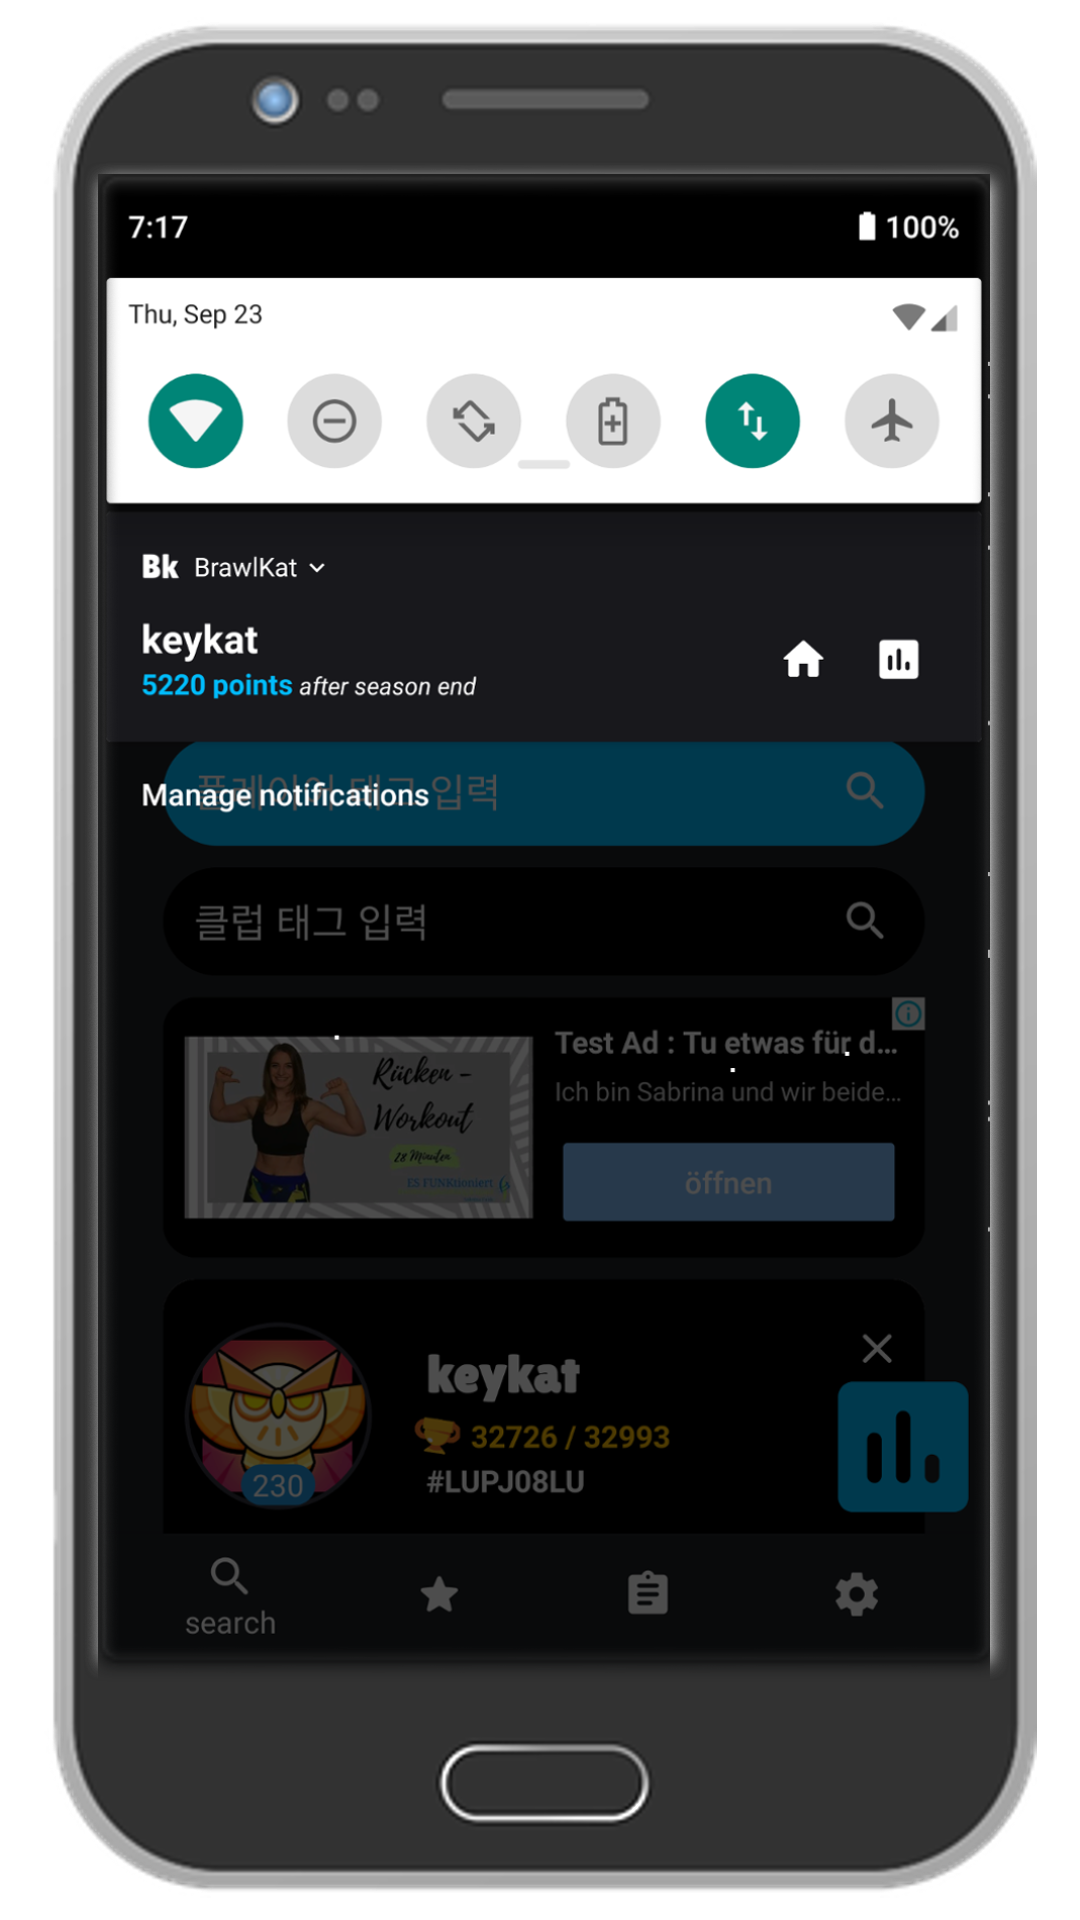 7:17
100%
Thu, Sep 23
Bk BrawlKat
keykat
5220 points after season end
플레이어 태그 입력
Manage notifications
클럽 태그 입력
Test Ad : Tu etwas für d...
Ich bin Sabrina und wir beide...
Rücken -
Workout
28 Minuten
ES FUNKtioniert
öffnen
keykat
32726 / 32993
#LUPJ08LU
230
search